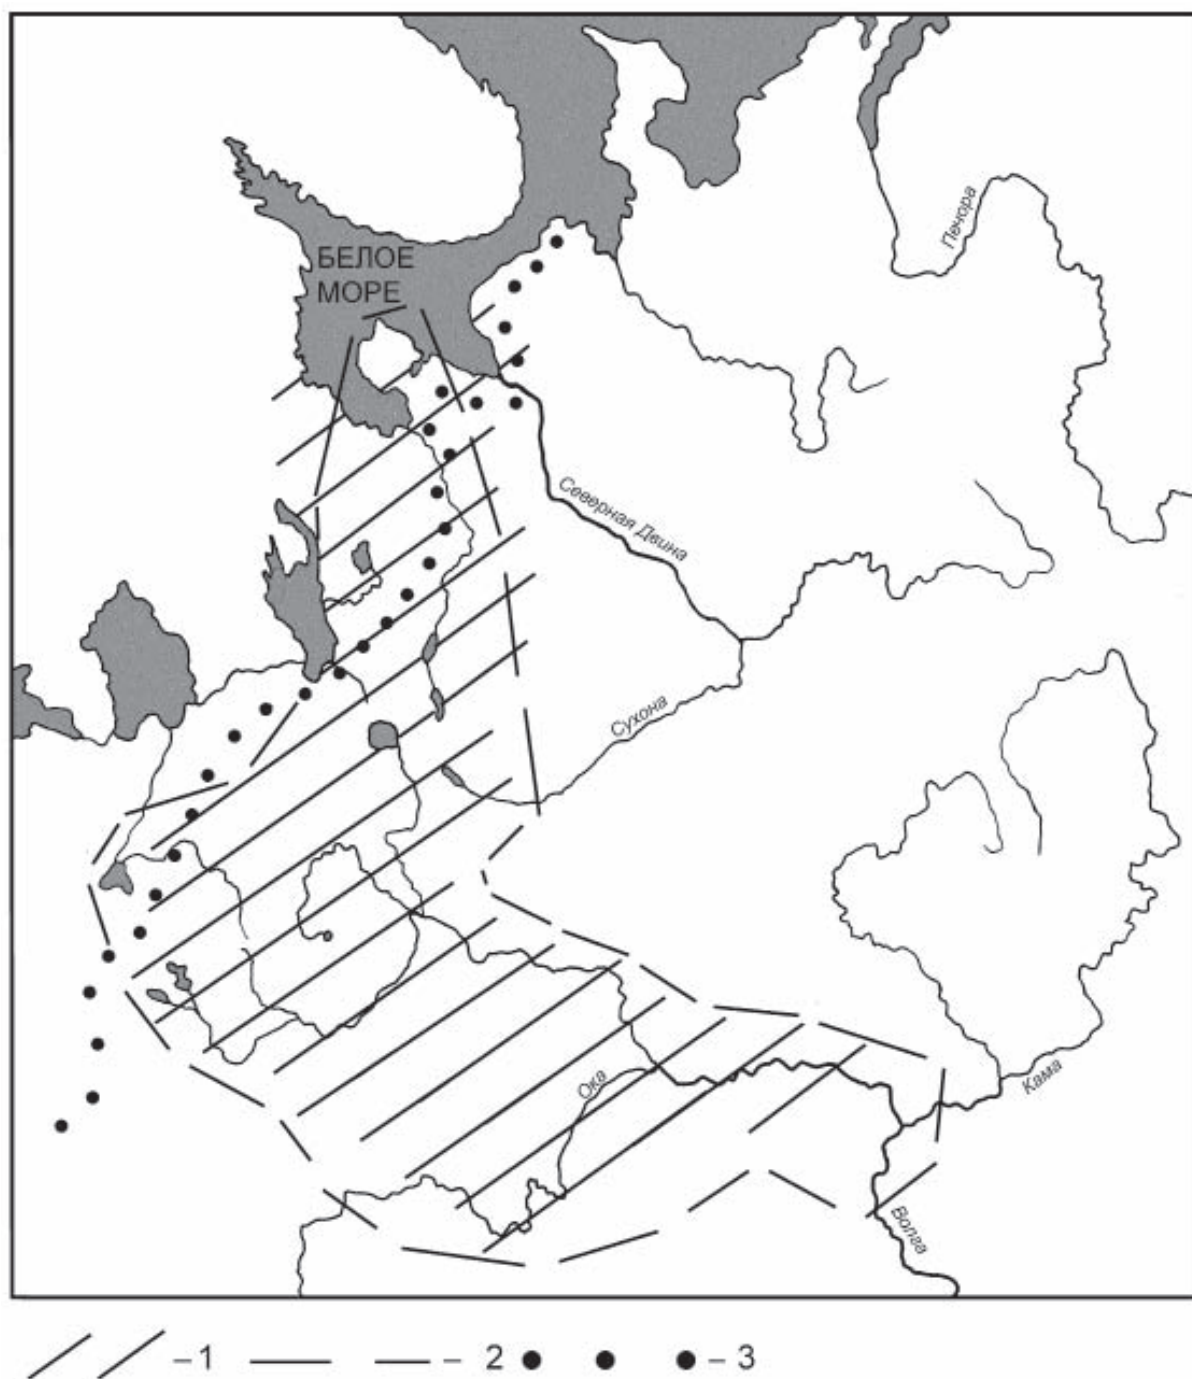 БЕЛОЕ
МОРЕ
Печора
Северная Двина
Сухона
Ока
Кама
Волга
– 1 – 2 – 3